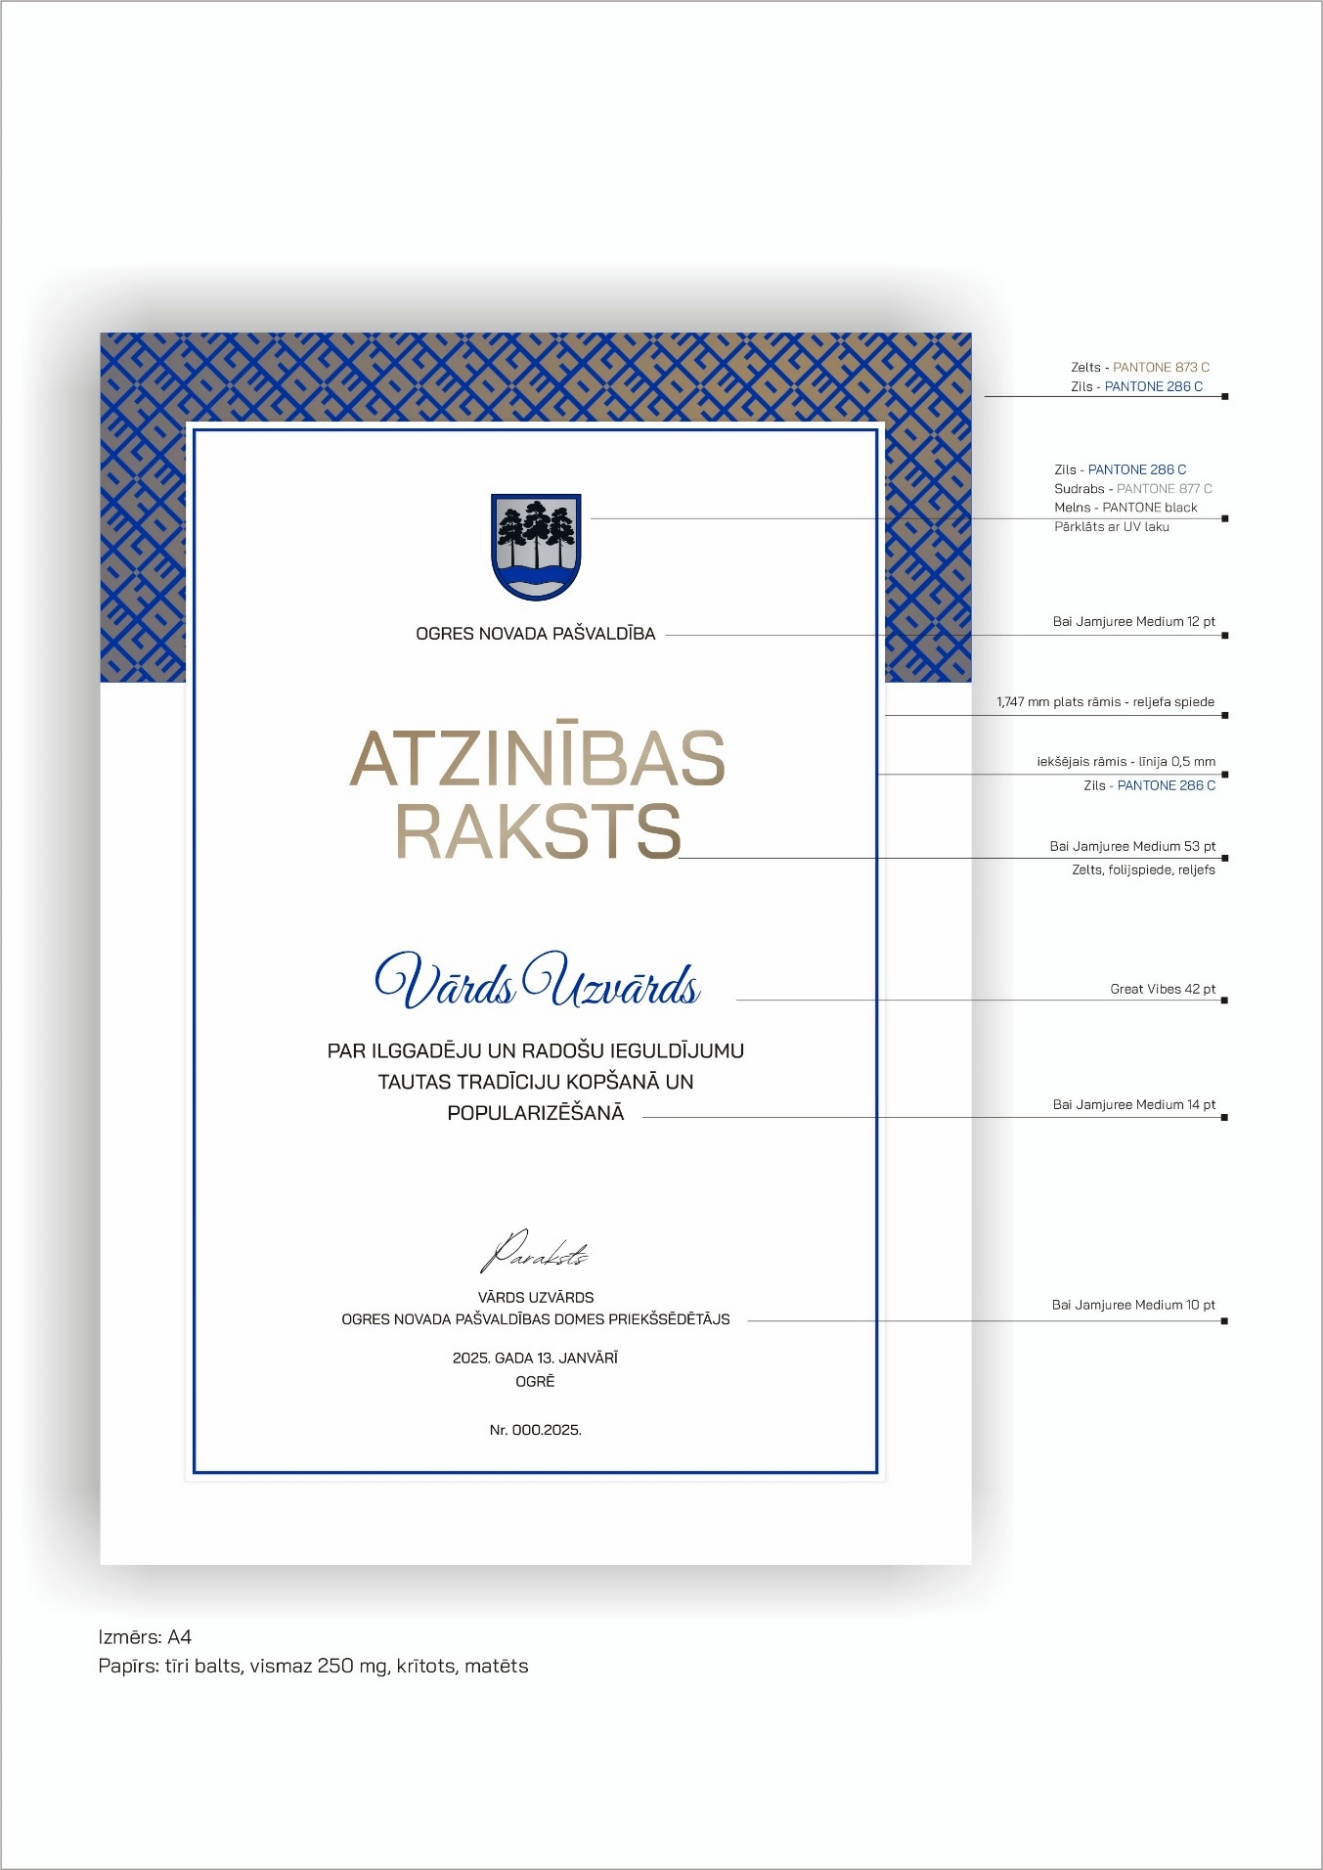 Zelts - PANTONE 873 C
Zils - PANTONE 286 C
Zils - PANTONE 286 C
Sudrabs - PANTONE 877 C
Melns - PANTONE black
Pārklāts ar UV laku
OGRES NOVADA PAŠVALDĪBA
Bai Jamjuree Medium 12 pt
1,747 mm plats rāmis - reljefa spiede
ATZINĪBAS
RAKSTS
iekšējais rāmis - līnija 0,5 mm
Zils - PANTONE 286 C
Bai Jamjuree Medium 53 pt
Zelts, folijspiede, reljefs
Vārds Uzvārds
Great Vibes 42 pt
PAR ILGGADĒJU UN RADOŠU IEGULDĪJUMU
TAUTAS TRADĪCIJU KOPŠANĀ UN
POPULARIZĒŠANĀ
Bai Jamjuree Medium 14 pt
Paraksts
VĀRDS UZVĀRDS
OGRES NOVADA PAŠVALDĪBAS DOMES PRIEKŠSĒDĒTĀJS
Bai Jamjuree Medium 10 pt
2025. GADA 13. JANVĀRĪ
OGRĒ
Nr. 000.2025.
Izmērs: A4
Papīrs: tīri balts, vismaz 250 mg, krītots, matēts